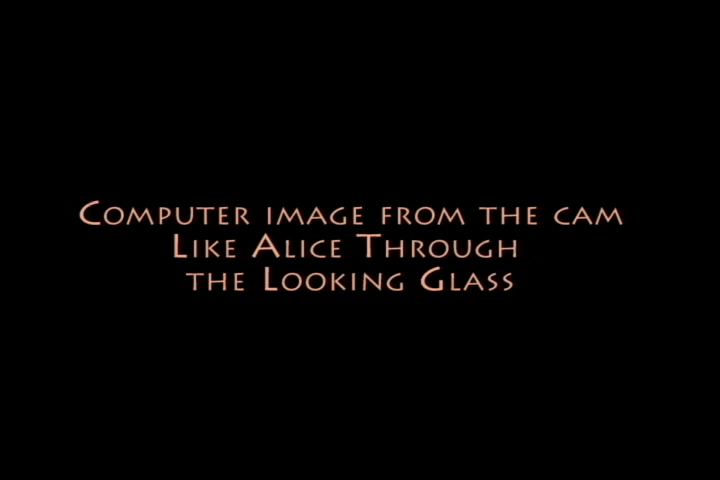 Computer image from the cam
Like Alice Through
the Looking Glass